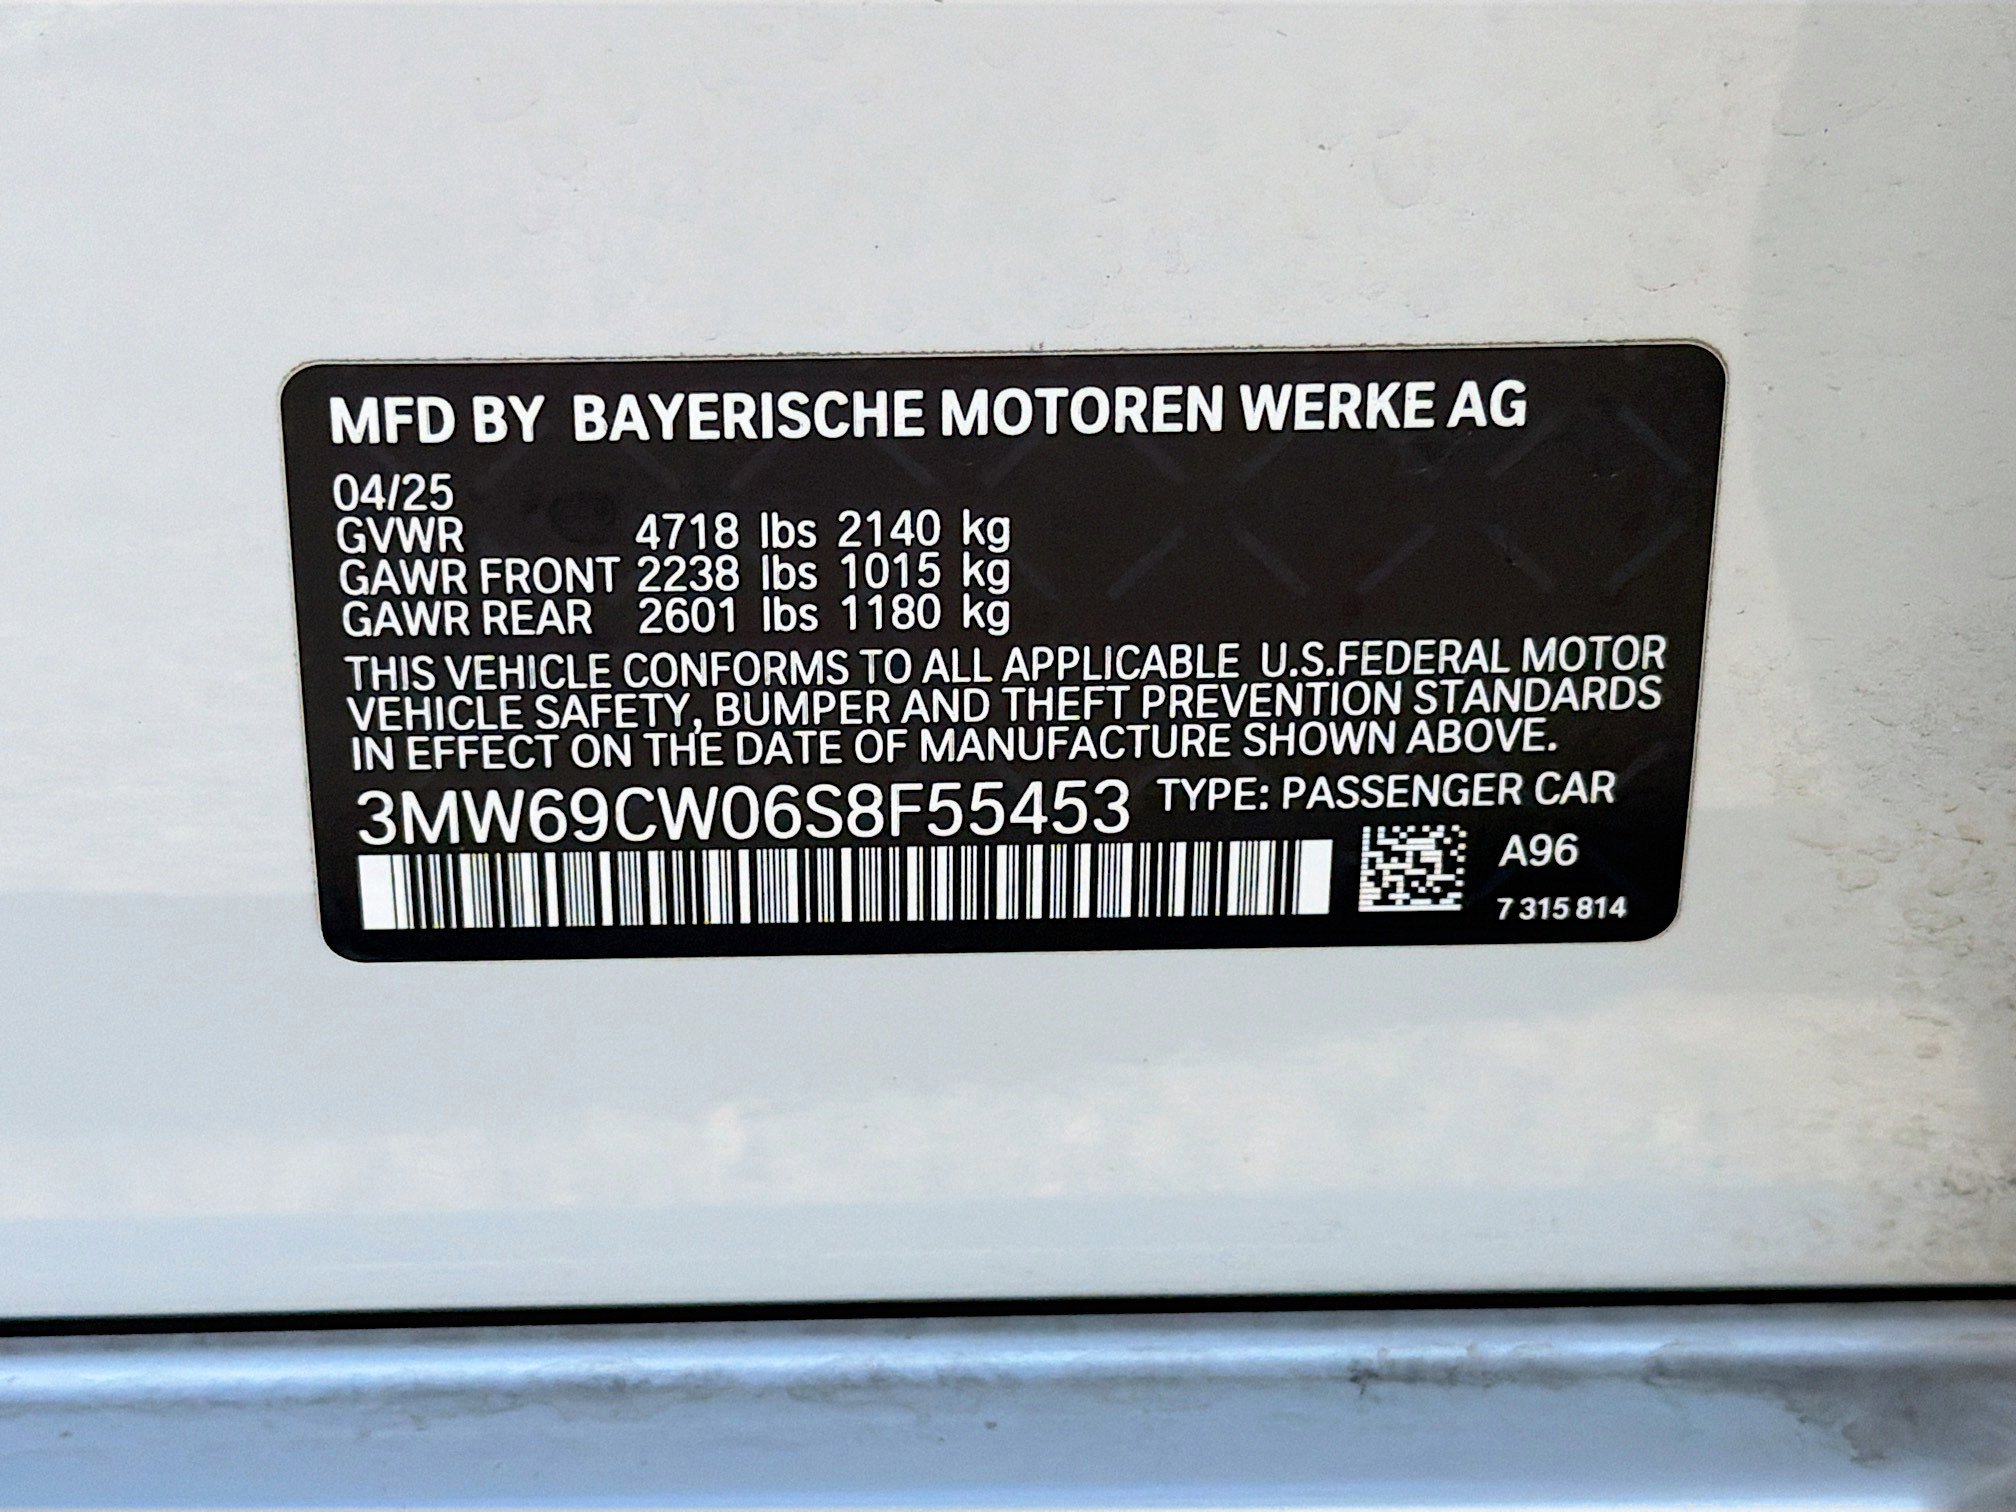 MFD BY BAYERISCHE MOTOREN WERKE AG
04/25
GVWR 4718 lbs 2140 kg
GAWR FRONT 2238 lbs 1015 kg
GAWR REAR 2601 lbs 1180 kg
THIS VEHICLE CONFORMS TO ALL APPLICABLE U.S.FEDERAL MOTOR
VEHICLE SAFETY, BUMPER AND THEFT PREVENTION STANDARDS
IN EFFECT ON THE DATE OF MANUFACTURE SHOWN ABOVE.
3MW69CW06S8F55453 TYPE: PASSENGER CAR
A96
7 315 814